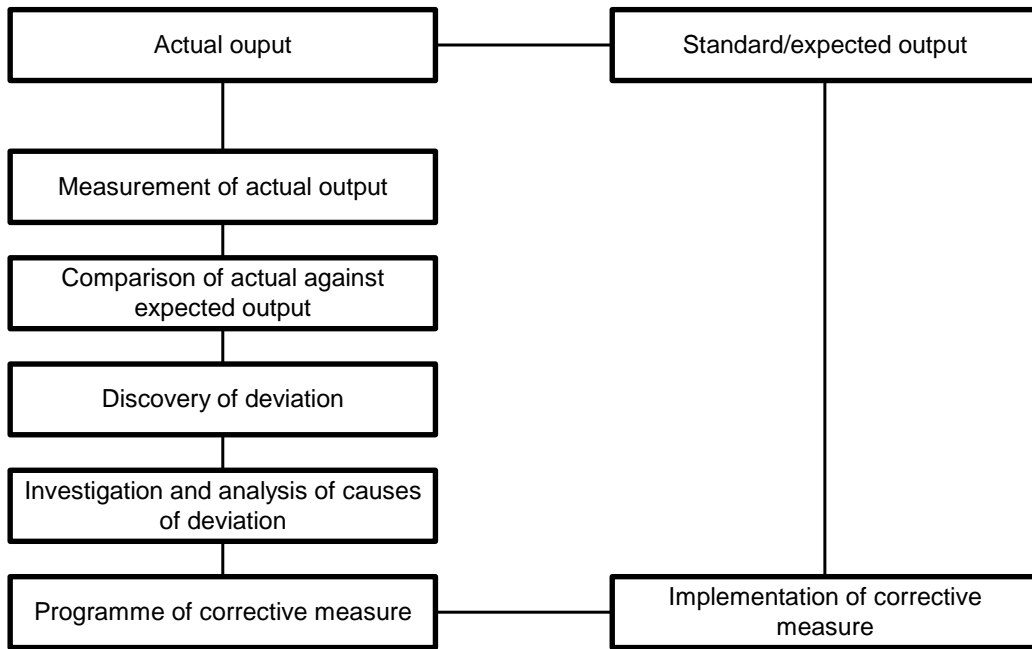 Actual ouput
Standard/expected output
Measurement of actual output
Comparison of actual against
expected output
Discovery of deviation
Investigation and analysis of causes
of deviation
Programme of corrective measure
Implementation of corrective
measure